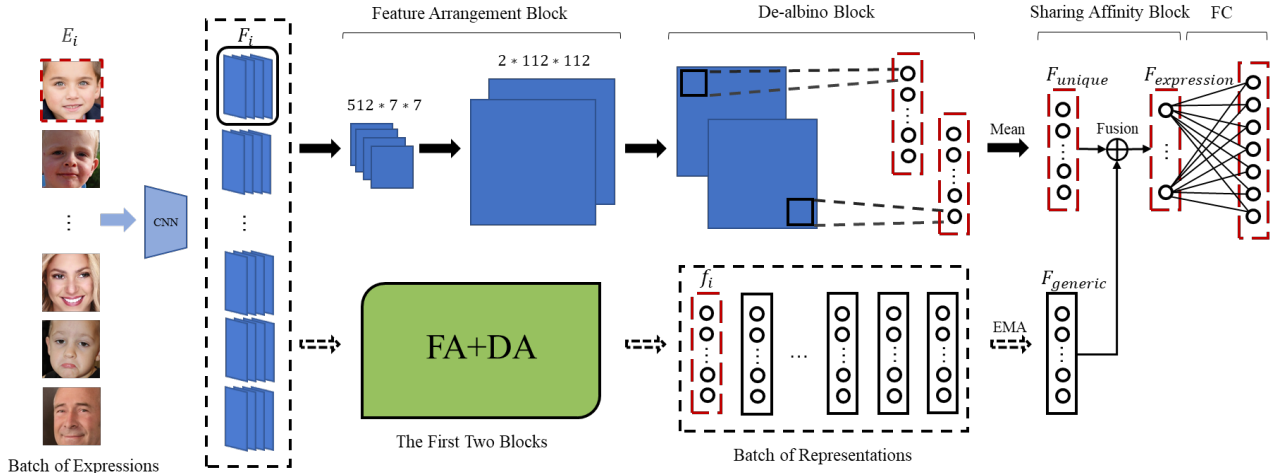 Feature Arrangement Block
De-albino Block
Sharing Affinity Block
FC
E_i
F_i
2 * 112 * 112
512 * 7 * 7
F_unique
F_expression
Mean
Fusion
...
CNN
...
...
f_i
F_generic
FA+DA
...
EMA
The First Two Blocks
Batch of Representations
Batch of Expressions